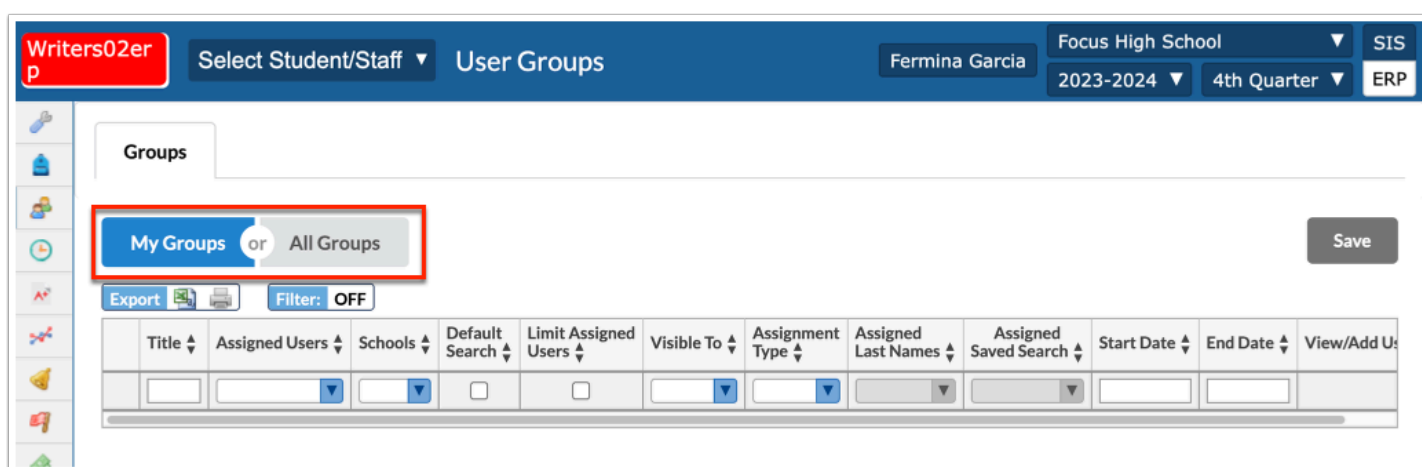 Writers02er
p
Select Student/Staff
User Groups
Fermina Garcia
Focus High School
SIS
2023-2024
4th Quarter
ERP
Groups
My Groups or All Groups
Save
Export
Filter: OFF
Title
Assigned Users
Schools
Default
Search
Limit Assigned
Users
Visible To
Assignment
Type
Assigned
Last Names
Assigned
Saved Search
Start Date
End Date
View/Add Us
A+